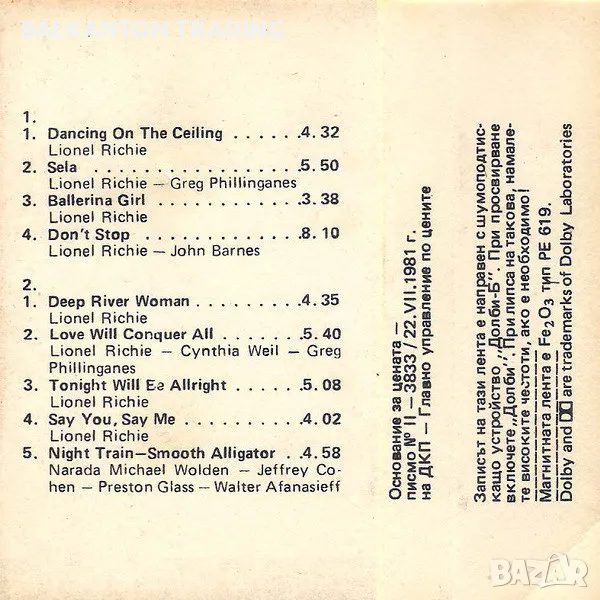 BALKANTON TRADING
1.
1. Dancing On The Ceiling . . . . . . 4. 32
Lionel Richie
2. Sela . . . . . . . . . . . . . . . . . . 5. 50
Lionel Richie — Greg Phillinganes
3. Ballerina Girl . . . . . . . . . . . . . 3. 38
Lionel Richie
4. Don't Stop . . . . . . . . . . . . . . 8. 10
Lionel Richie — John Barnes
2.
1. Deep River Woman . . . . . . . . . 4. 35
Lionel Richie
2. Love Will Conquer All . . . . . . . 5. 40
Lionel Richie — Cynthia Weil — Greg
Phillinganes
3. Tonight Will Be Allright . . . . . . 5. 08
Lionel Richie
4. Say You, Say Me . . . . . . . . . . . 4. 02
Lionel Richie
5. Night Train—Smooth Alligator . . 4. 58
Narada Michael Wolden — Jeffrey Co-
hen — Preston Glass — Walter Afanasieff
Основание за цената —
писмо № II — 3833 / 22.VII.1981 г.
на ДКП — Главно управление по цените
Записът на тази лента е направен с шумоподтис-
кащо устройство „Долби-Б". При просвирване
включете „Долби". При липса на такова, намале-
те високите честоти, ако е необходимо!
Магнитната лента е Fe2O3 тип PE 619.
Dolby and are trademarks of Dolby Laboratories
BAZAR